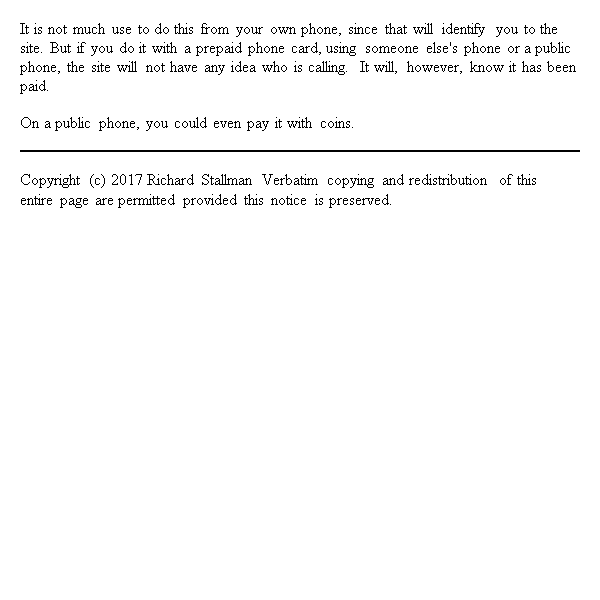 It is not much use to do this from your own phone, since that will identify you to the
site. But if you do it with a prepaid phone card, using someone else's phone or a public
phone, the site will not have any idea who is calling. It will, however, know it has been
paid.
On a public phone, you could even pay it with coins.
Copyright (c) 2017 Richard Stallman Verbatim copying and redistribution of this
entire page are permitted provided this notice is preserved.